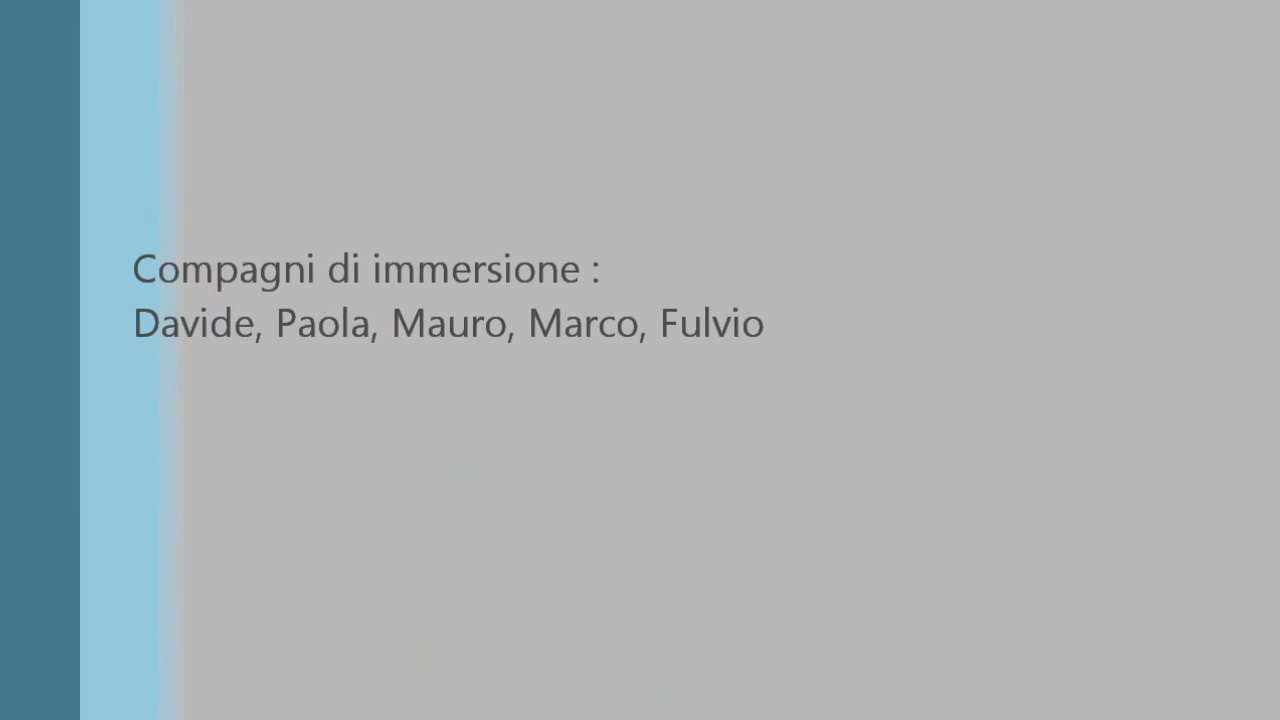 Compagni di immersione :
Davide, Paola, Mauro, Marco, Fulvio